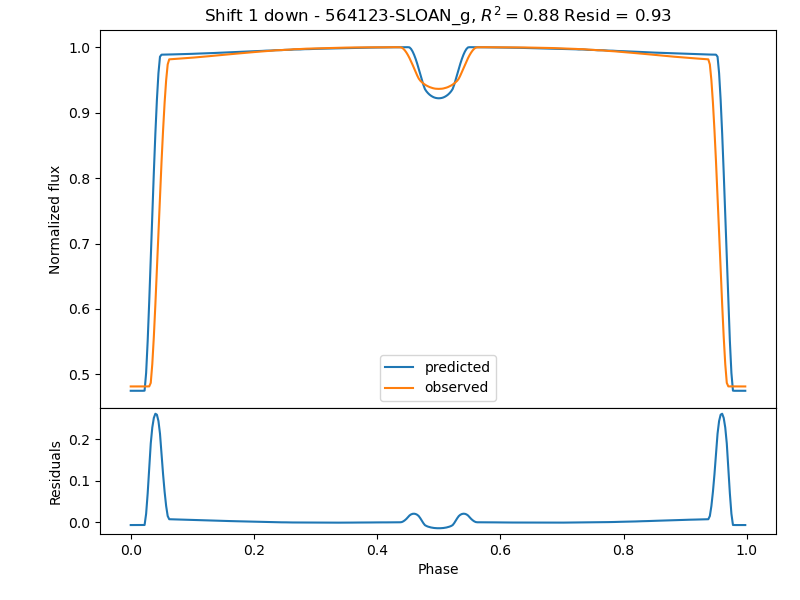 Shift 1 down - 564123-SLOAN_g, R² = 0.88 Resid = 0.93
1.0
0.9
0.8
0.7
0.6
0.5
Normalized flux
predicted
observed
0.2
0.1
0.0
Residuals
0.0 0.2 0.4 0.6 0.8 1.0
Phase